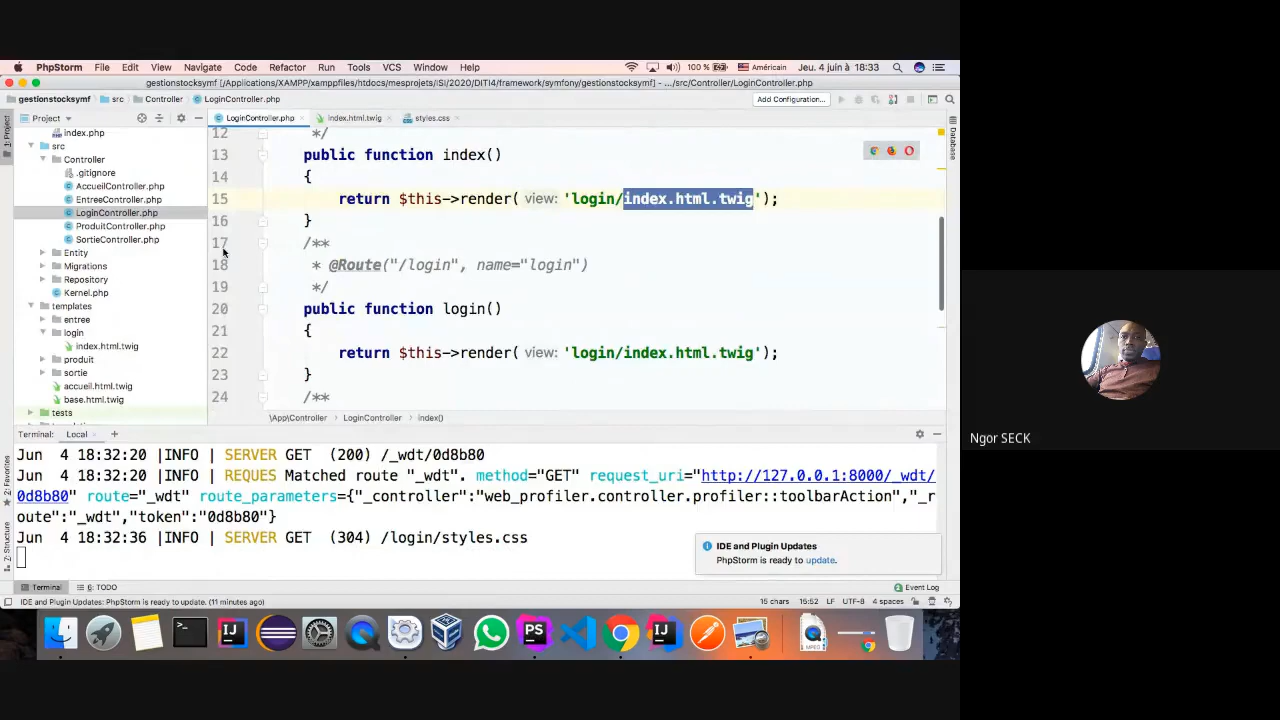 PhpStorm File Edit View Navigate Code Refactor Run Tools VCS Window Help 100 % Américain Jeu. 4 juin à 18:33
gestionstocksymf [/Applications/XAMPP/xamppfiles/htdocs/mesprojets/ISI/2020/DITI4/framework/symfony/gestionstocksymf] - .../src/Controller/LoginController.php
gestionstocksymf src Controller LoginController.php Add Configuration...
Project LoginController.php index.html.twig styles.css
index.php
src
Controller
.gitignore
AccueilController.php
EntreeController.php
LoginController.php
ProduitController.php
SortieController.php
Entity
Migrations
Repository
Kernel.php
templates
entree
login
index.html.twig
produit
sortie
accueil.html.twig
base.html.twig
tests
12 */
13 public function index()
14 {
15 return $this->render( view: 'login/index.html.twig');
16 }
17 /**
18 * @Route("/login", name="login")
19 */
20 public function login()
21 {
22 return $this->render( view: 'login/index.html.twig');
23 }
24 /**
\App\Controller LoginController index()
1: Project
Database
2: Favorites
Z: Structure
Terminal: Local +
Jun 4 18:32:20 |INFO | SERVER GET (200) /_wdt/0d8b80
Jun 4 18:32:20 |INFO | REQUES Matched route "_wdt". method="GET" request_uri="http://127.0.0.1:8000/_wdt/
0d8b80" route="_wdt" route_parameters={"_controller":"web_profiler.controller.profiler::toolbarAction","_r
oute":"_wdt","token":"0d8b80"}
Jun 4 18:32:36 |INFO | SERVER GET (304) /login/styles.css
IDE and Plugin Updates
PhpStorm is ready to update.
Terminal 6: TODO Event Log
IDE and Plugin Updates: PhpStorm is ready to update. (11 minutes ago) 15 chars 15:52 LF UTF-8 4 spaces
Ngor SECK